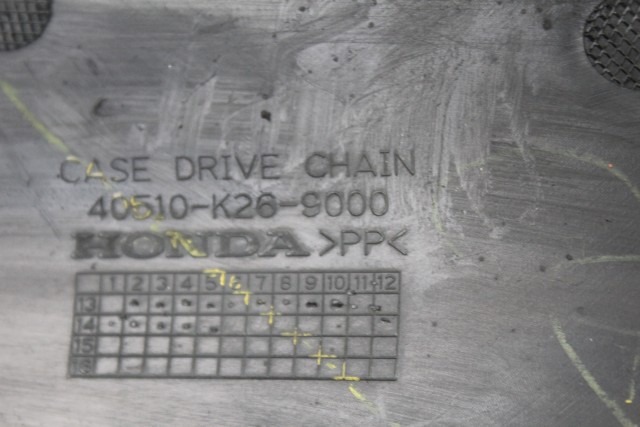 CASE DRIVE CHAIN
40510-K26-9000
HONDA >PP<
1 2 3 4 5 6 7 8 9 10 11 12
13
14
15
16